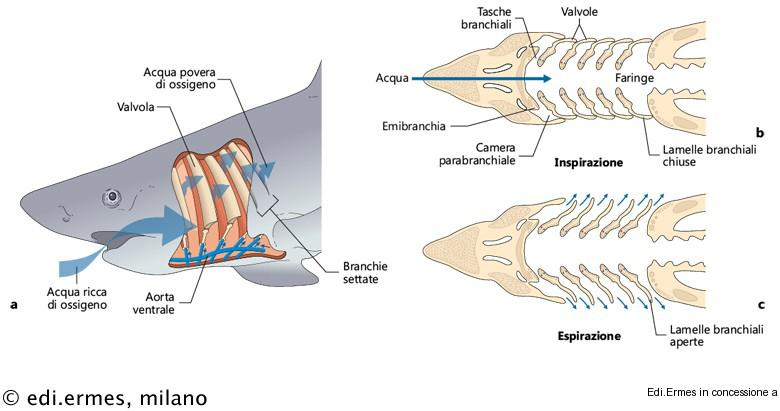 Acqua povera
di ossigeno
Valvola
Acqua ricca
di ossigeno
Aorta
ventrale
Branchie
settate
a
Tasche
branchiali
Valvole
Acqua
Faringe
Emibranchia
Camera
parabranchiale
Lamelle branchiali
chiuse
Inspirazione
b
Espirazione
Lamelle branchiali
aperte
c
© edi.ermes, milano
Edi.Ermes in concessione a